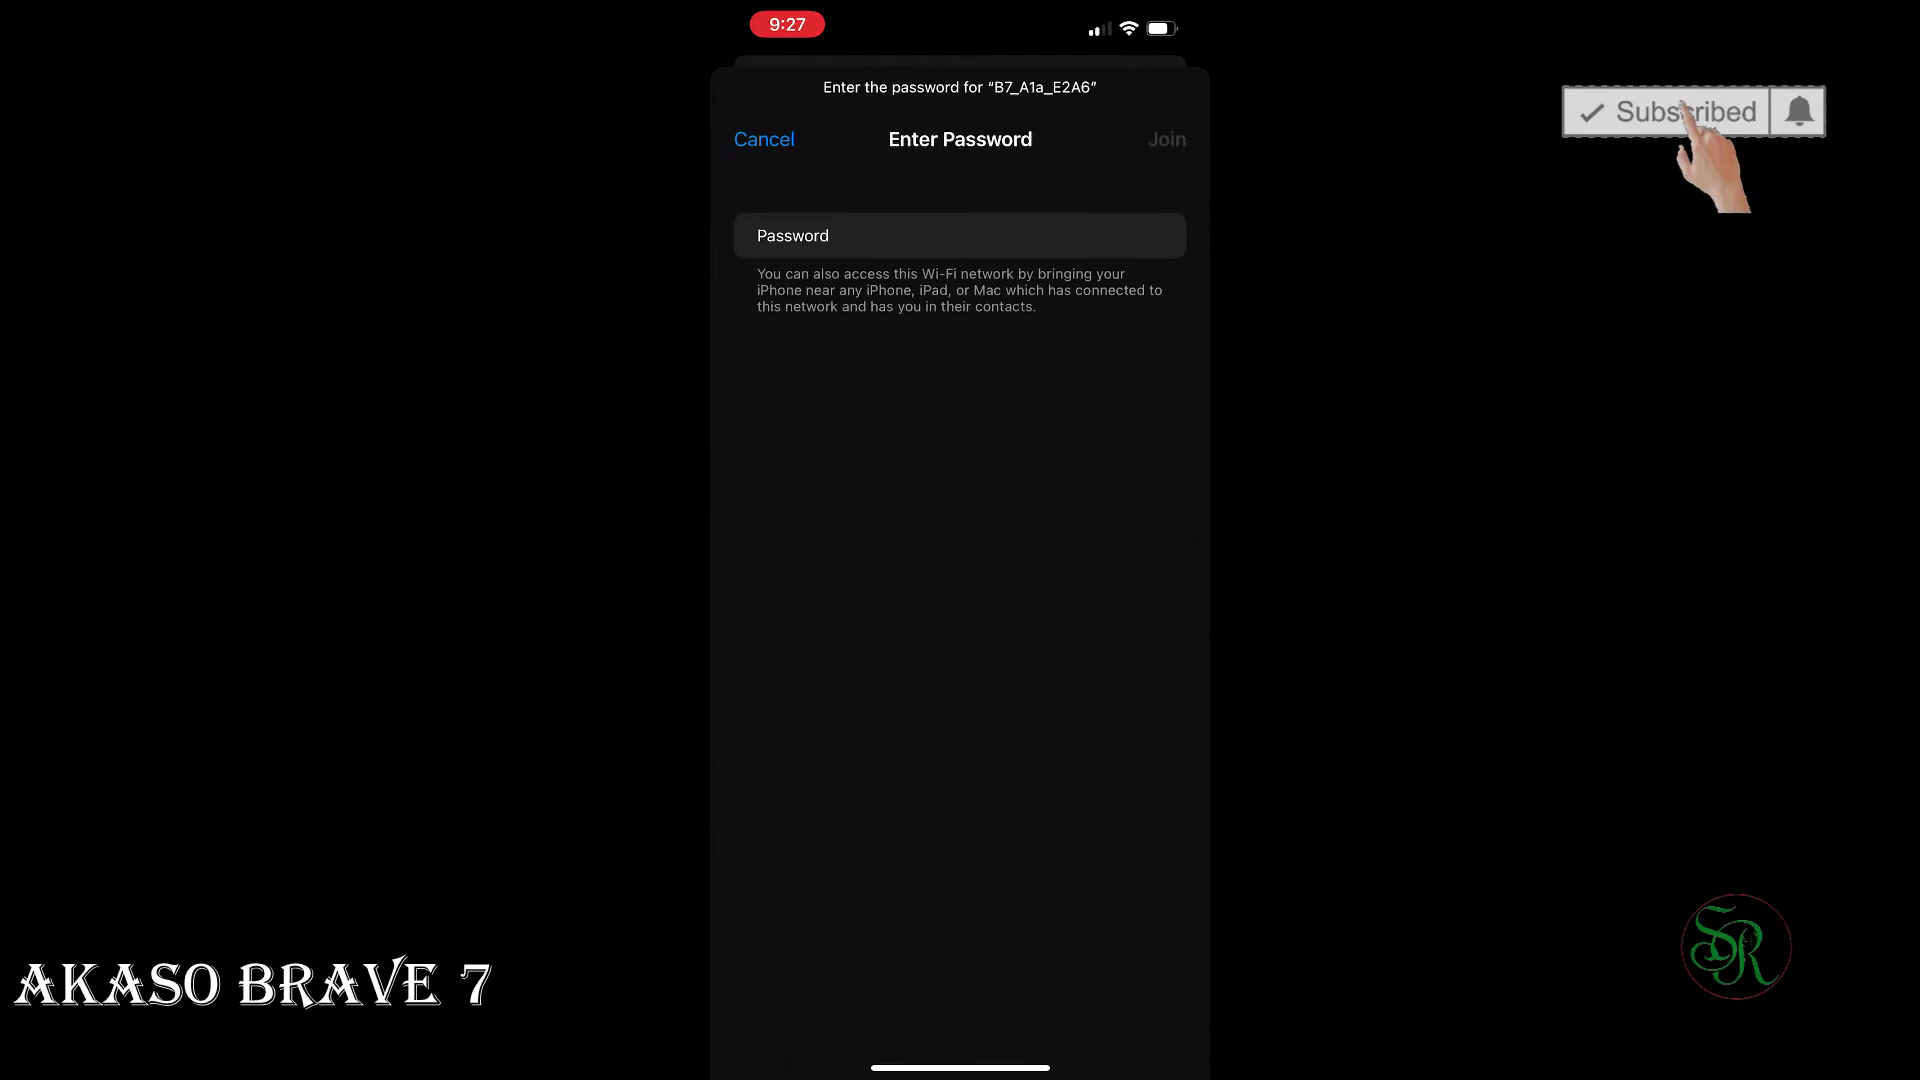 9:27
Enter the password for “B7_A1a_E2A6”
Cancel
Enter Password
Join
Password
You can also access this Wi-Fi network by bringing your
iPhone near any iPhone, iPad, or Mac which has connected to
this network and has you in their contacts.
Subscribed
SR
AKASO BRAVE 7